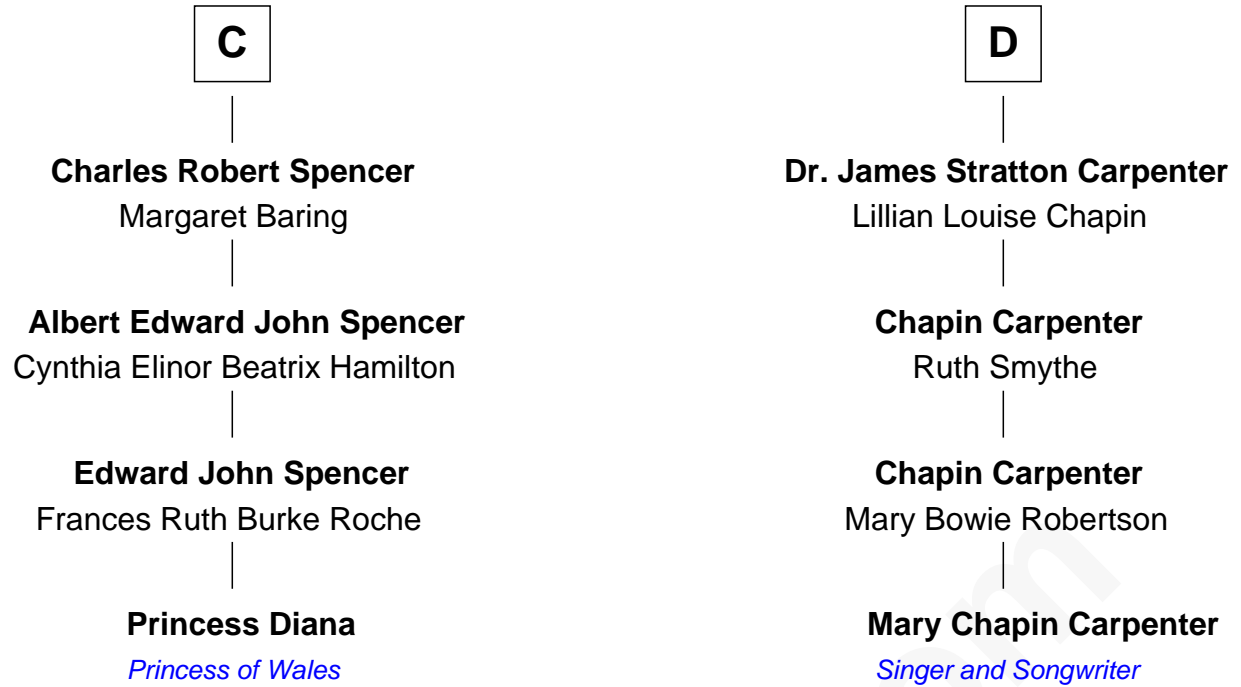 C
Charles Robert Spencer
Margaret Baring
Albert Edward John Spencer
Cynthia Elinor Beatrix Hamilton
Edward John Spencer
Frances Ruth Burke Roche
Princess Diana
Princess of Wales
D
Dr. James Stratton Carpenter
Lillian Louise Chapin
Chapin Carpenter
Ruth Smythe
Chapin Carpenter
Mary Bowie Robertson
Mary Chapin Carpenter
Singer and Songwriter